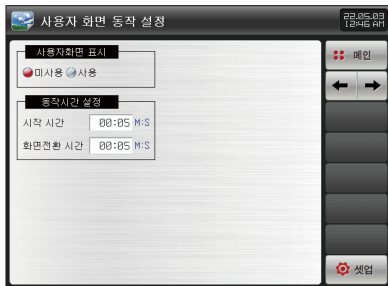 사용자 화면 동작 설정
22.05.03
12:46 AM
사용자화면 표시
미사용 사용
동작시간 설정
시작 시간 00:05 M:S
화면전환 시간 00:05 M:S
메인
셋업